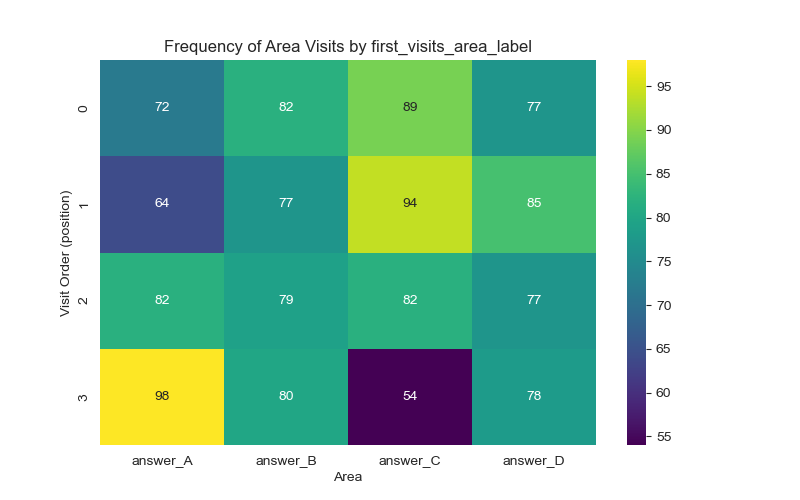 Frequency of Area Visits by first_visits_area_label
0 72 82 89 77
1 64 77 94 85
2 82 79 82 77
3 98 80 54 78
Visit Order (position)
answer_A answer_B answer_C answer_D
Area
95
90
85
80
75
70
65
60
55